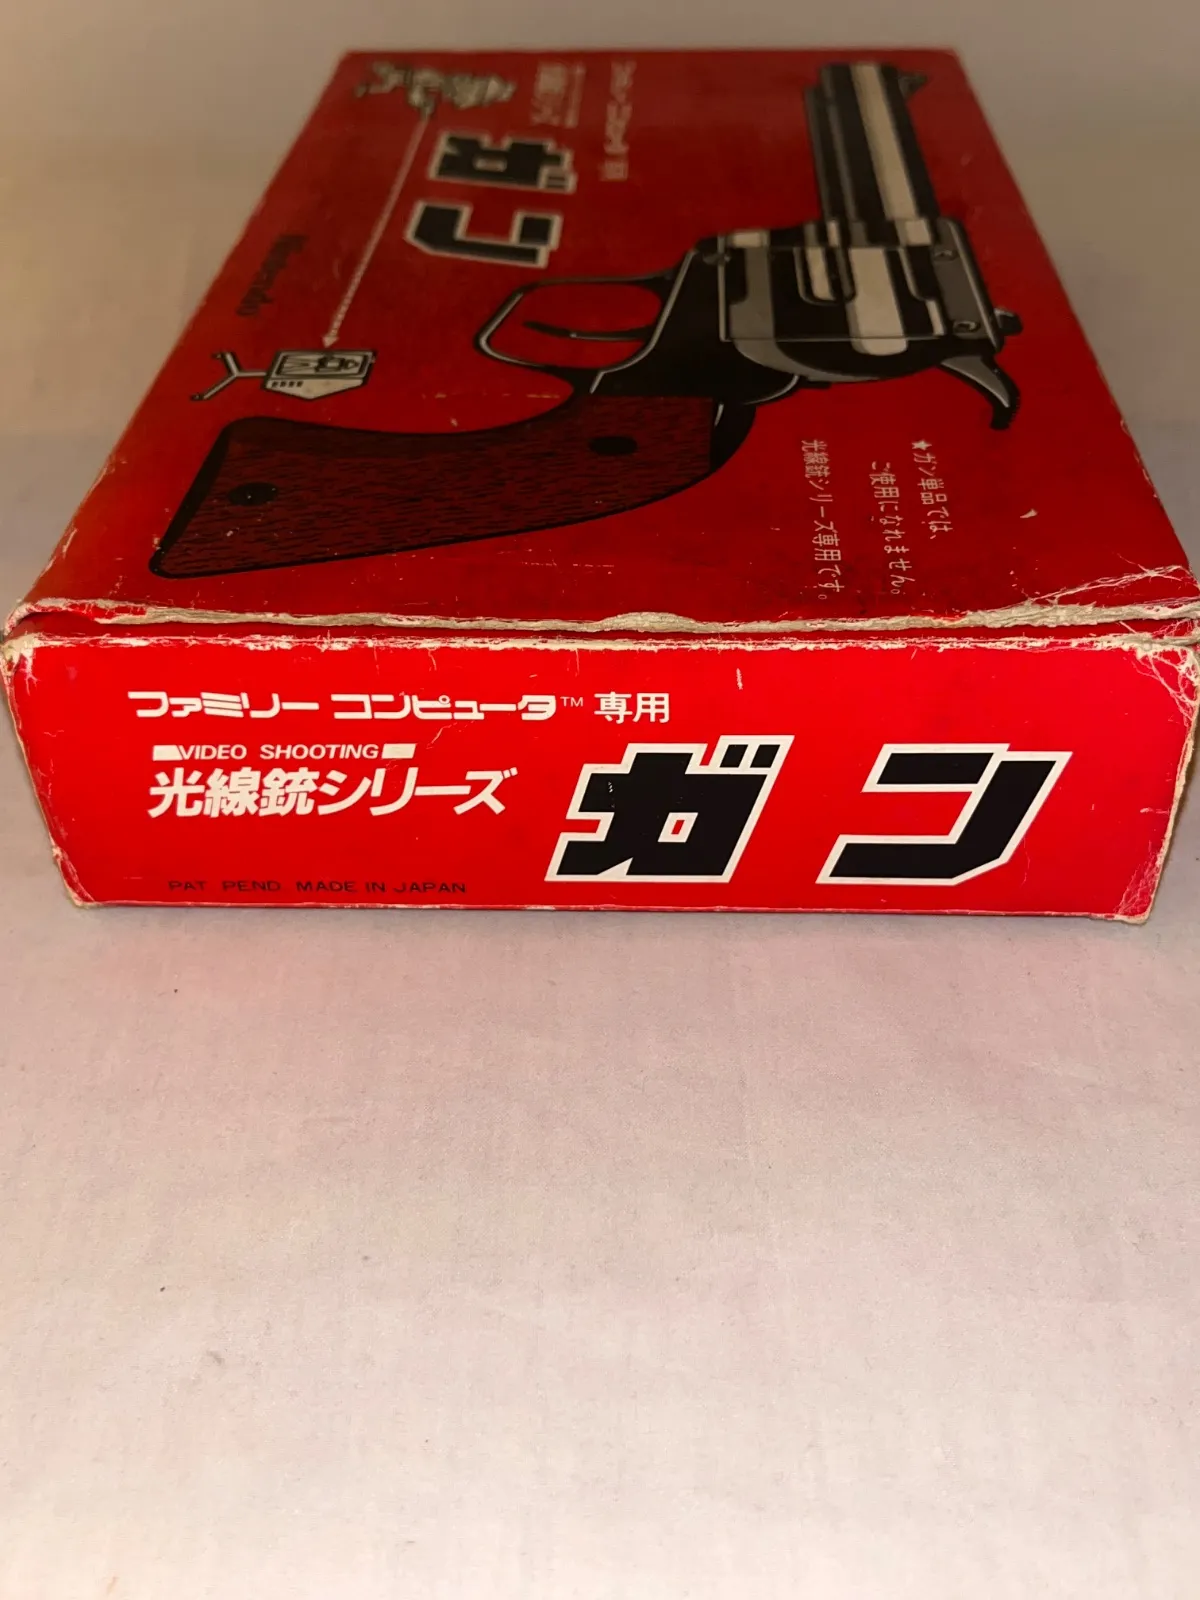 ファミリー コンピュータ™ 専用
光線銃シリーズ
ガン
Nintendo
★ガン単品では、
ご使用になれません。
光線銃シリーズ専用です。
ファミリー コンピュータ™ 専用
VIDEO SHOOTING
光線銃シリーズ
ガン
PAT. PEND. MADE IN JAPAN